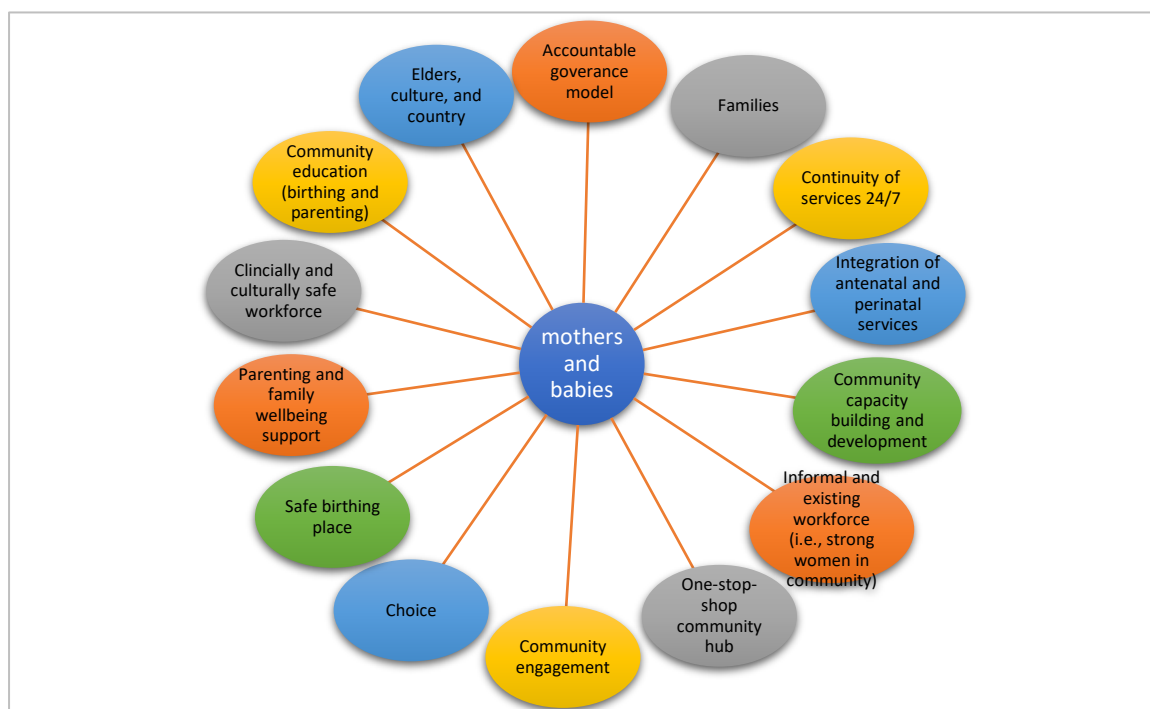 Accountable
goverance
model
Families
Continuity of
services 24/7
Integration of
antenatal and
perinatal
services
Community
capacity
building and
development
Informal and
existing
workforce
(i.e., strong
women in
community)
One-stop-
shop
community
hub
Community
engagement
Choice
Safe birthing
place
Parenting and
family
wellbeing
support
Clincially and
culturally safe
workforce
Community
education
(birthing and
parenting)
Elders,
culture, and
country
mothers
and
babies